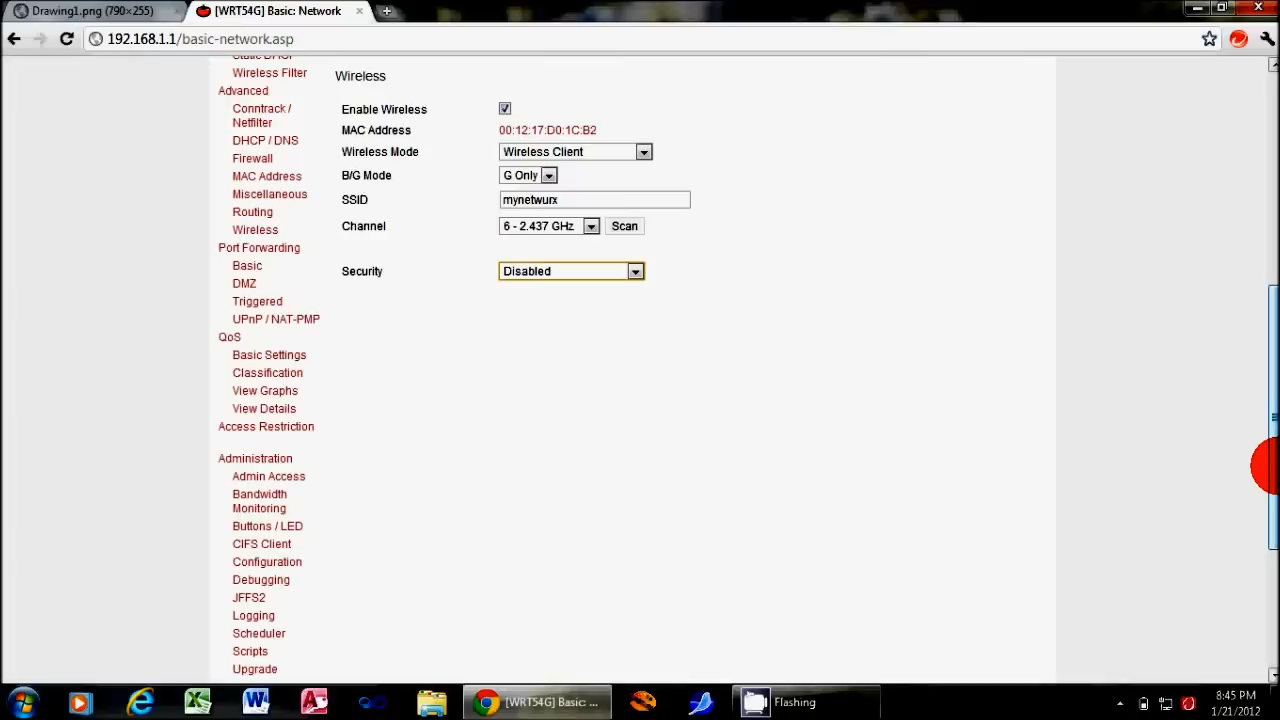 Drawing1.png (790×255)
[WRT54G] Basic: Network
192.168.1.1/basic-network.asp
Static DHCP
Wireless Filter
Advanced
Conntrack /
Netfilter
DHCP / DNS
Firewall
MAC Address
Miscellaneous
Routing
Wireless
Port Forwarding
Basic
DMZ
Triggered
UPnP / NAT-PMP
QoS
Basic Settings
Classification
View Graphs
View Details
Access Restriction
Administration
Admin Access
Bandwidth
Monitoring
Buttons / LED
CIFS Client
Configuration
Debugging
JFFS2
Logging
Scheduler
Scripts
Upgrade
Wireless
Enable Wireless
MAC Address 00:12:17:D0:1C:B2
Wireless Mode Wireless Client
B/G Mode G Only
SSID mynetwurx
Channel 6 - 2.437 GHz Scan
Security Disabled
[WRT54G] Basic: ...
Flashing
8:45 PM
1/21/2012